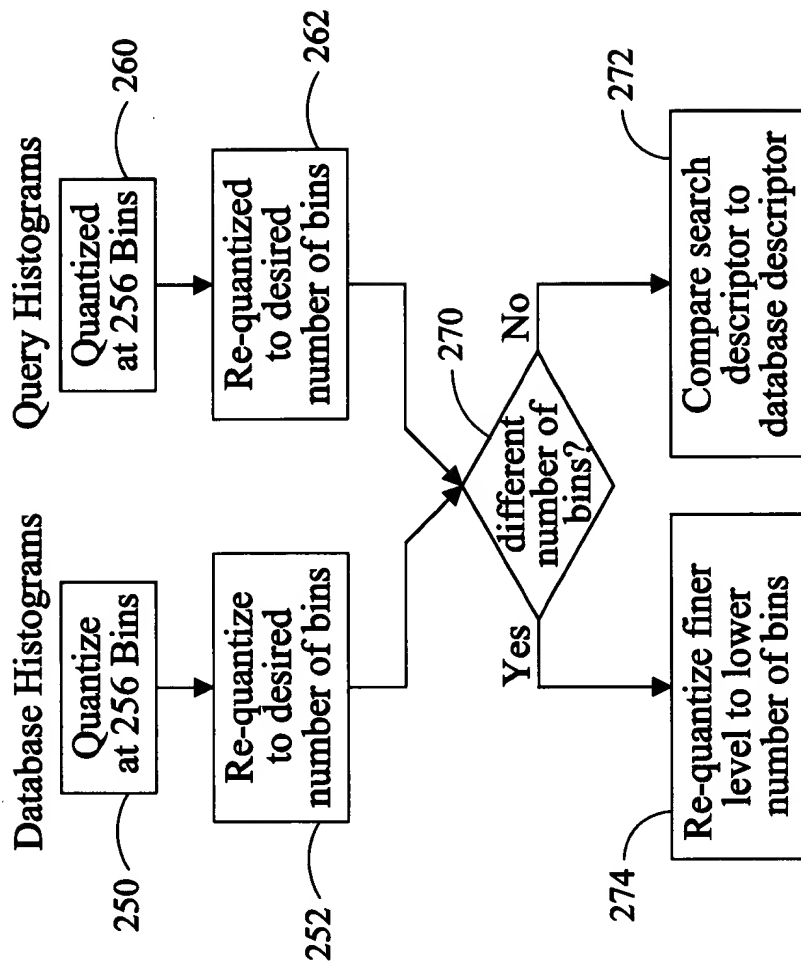 Database Histograms
Query Histograms
250
Quantize
at 256 Bins
Quantized
at 256 Bins
260
252
Re-quantize
to desired
number of bins
Re-quantized
to desired
number of bins
262
270
different
number of
bins?
Yes
No
274
Re-quantize finer
level to lower
number of bins
272
Compare search
descriptor to
database descriptor